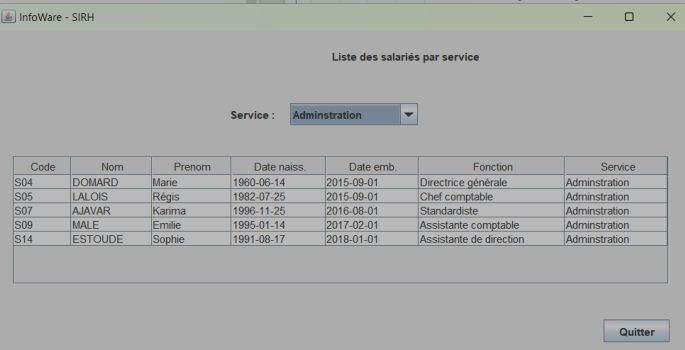 InfoWare - SIRH
Liste des salariés par service
Service : Adminstration
Code Nom Prenom Date naiss. Date emb. Fonction Service
S04 DOMARD Marie 1960-06-14 2015-09-01 Directrice générale Adminstration
S05 LALOIS Régis 1982-07-25 2015-09-01 Chef comptable Adminstration
S07 AJAVAR Karima 1996-11-25 2016-08-01 Standardiste Adminstration
S09 MALE Emilie 1995-01-14 2017-02-01 Assistante comptable Adminstration
S14 ESTOUDE Sophie 1991-08-17 2018-01-01 Assistante de direction Adminstration
Quitter